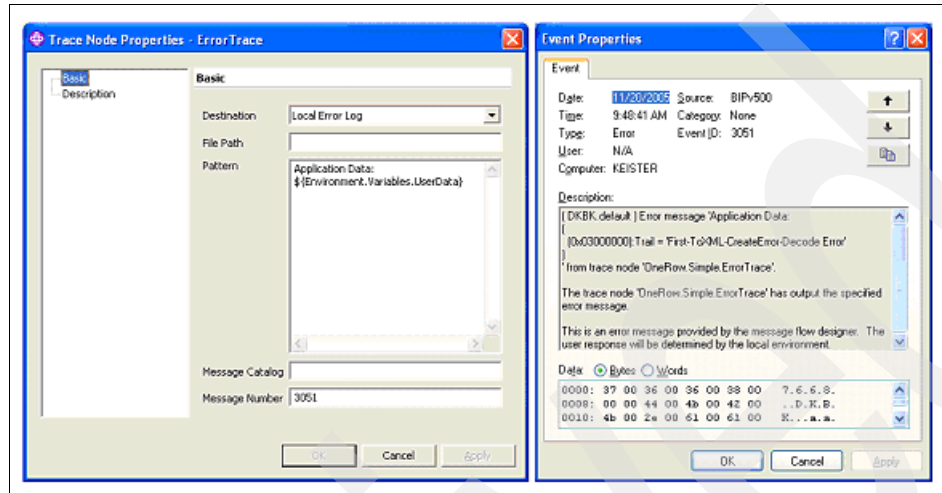 Trace Node Properties - ErrorTrace
Basic
Description
Basic
Destination
Local Error Log
File Path
Pattern
Application Data:
${Environment.Variables.UserData}
Message Catalog
Message Number
3051
OK
Cancel
Apply
Event Properties
Event
Date: 11/20/2005 Source: BIPv500
Time: 9:48:41 AM Category: None
Type: Error Event ID: 3051
User: N/A
Computer: KEISTER
Description:
( DKBK.default ) Error message 'Application Data:
(
(0x03000000):Trail = 'First-ToXML-CreateError-Decode Error'
)
' from trace node 'OneRow.Simple.ErrorTrace'.
The trace node 'OneRow.Simple.ErrorTrace' has output the specified
error message.
This is an error message provided by the message flow designer. The
user response will be determined by the local environment.
Data: Bytes Words
0000: 37 00 36 00 36 00 38 00 7.6.6.8.
0008: 00 00 44 00 4b 00 42 00 ..D.K.B.
0010: 4b 00 2e 00 61 00 61 00 K...a.a.
OK
Cancel
Apply